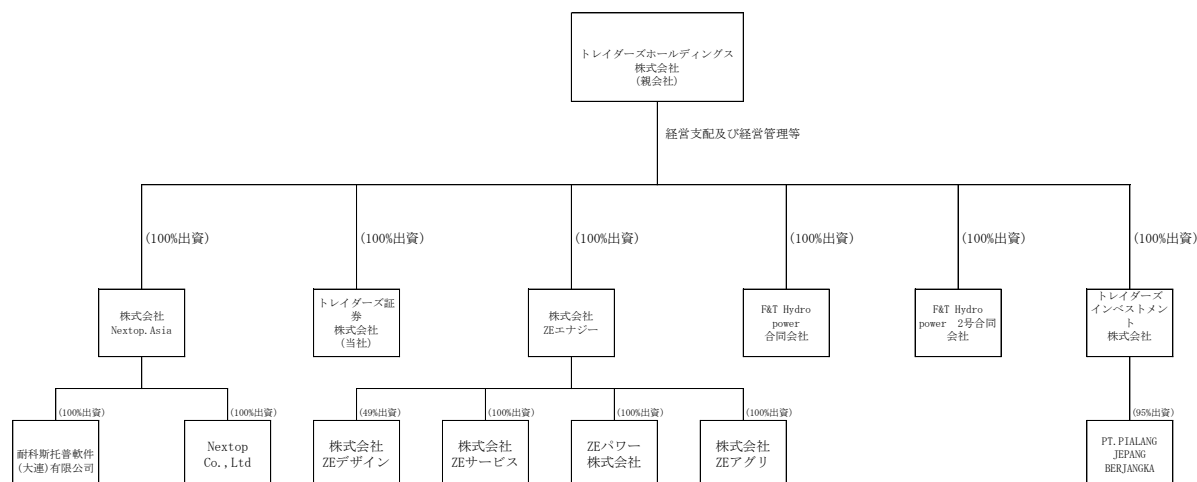 トレイダーズホールディングス
株式会社
(親会社)
経営支配及び経営管理等
(100%出資)
(100%出資)
(100%出資)
(100%出資)
(100%出資)
(100%出資)
株式会社
Nextop.Asia
トレイダーズ証
券
株式会社
(当社)
株式会社
ZEエナジー
F&T Hydro
power
合同会社
F&T Hydro
power 2号合同
会社
トレイダーズ
インベストメン
ト
株式会社
(100%出資)
(100%出資)
(49%出資)
(100%出資)
(100%出資)
(100%出資)
(95%出資)
耐科斯托普軟件
(大連)有限公司
Nextop
Co.,Ltd
株式会社
ZEデザイン
株式会社
ZEサービス
ZEパワー
株式会社
株式会社
ZEアグリ
PT.PIALANG
JEPANG
BERJANGKA